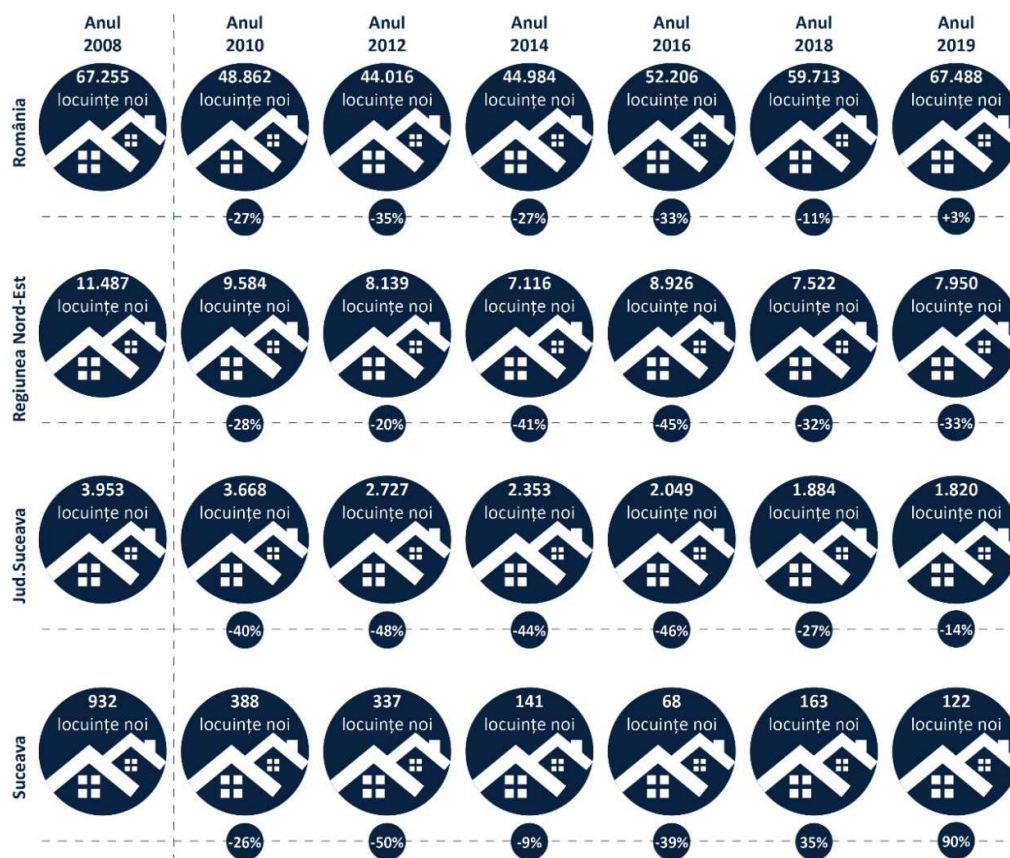 Anul
2008
Anul
2010
Anul
2012
Anul
2014
Anul
2016
Anul
2018
Anul
2019
România
67.255
locuințe noi
48.862
locuințe noi
44.016
locuințe noi
44.984
locuințe noi
52.206
locuințe noi
59.713
locuințe noi
67.488
locuințe noi
-27%
-35%
-27%
-33%
-11%
+3%
Regiunea Nord-Est
11.487
locuințe noi
9.584
locuințe noi
8.139
locuințe noi
7.116
locuințe noi
8.926
locuințe noi
7.522
locuințe noi
7.950
locuințe noi
-28%
-20%
-41%
-45%
-32%
-33%
Jud.Suceava
3.953
locuințe noi
3.668
locuințe noi
2.727
locuințe noi
2.353
locuințe noi
2.049
locuințe noi
1.884
locuințe noi
1.820
locuințe noi
-40%
-48%
-44%
-46%
-27%
-14%
Suceava
932
locuințe noi
388
locuințe noi
337
locuințe noi
141
locuințe noi
68
locuințe noi
163
locuințe noi
122
locuințe noi
-26%
-50%
-9%
-39%
35%
90%